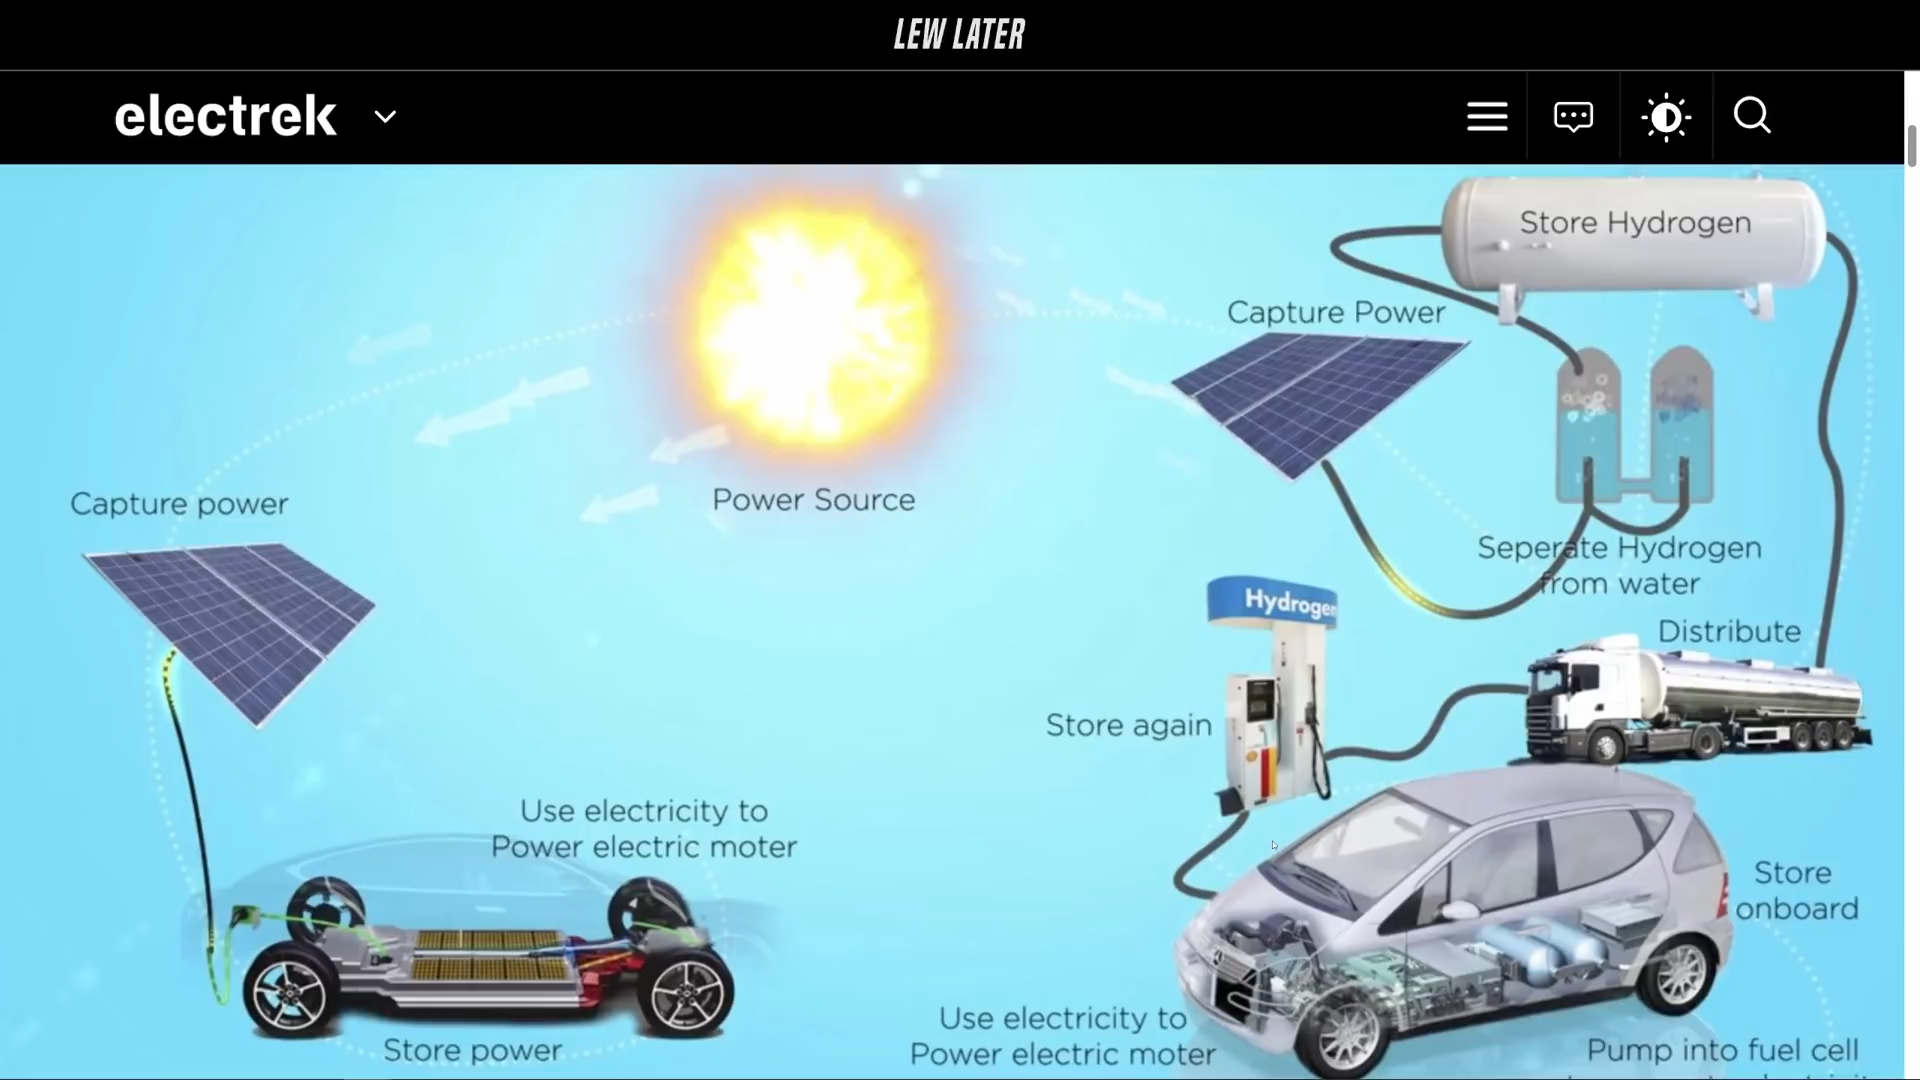 LEW LATER
electrek
Store Hydrogen
Capture Power
Power Source
Capture power
Seperate Hydrogen
from water
Hydrogen
Distribute
Store again
Use electricity to
Power electric moter
Store
onboard
Use electricity to
Power electric moter
Store power
Pump into fuel cell